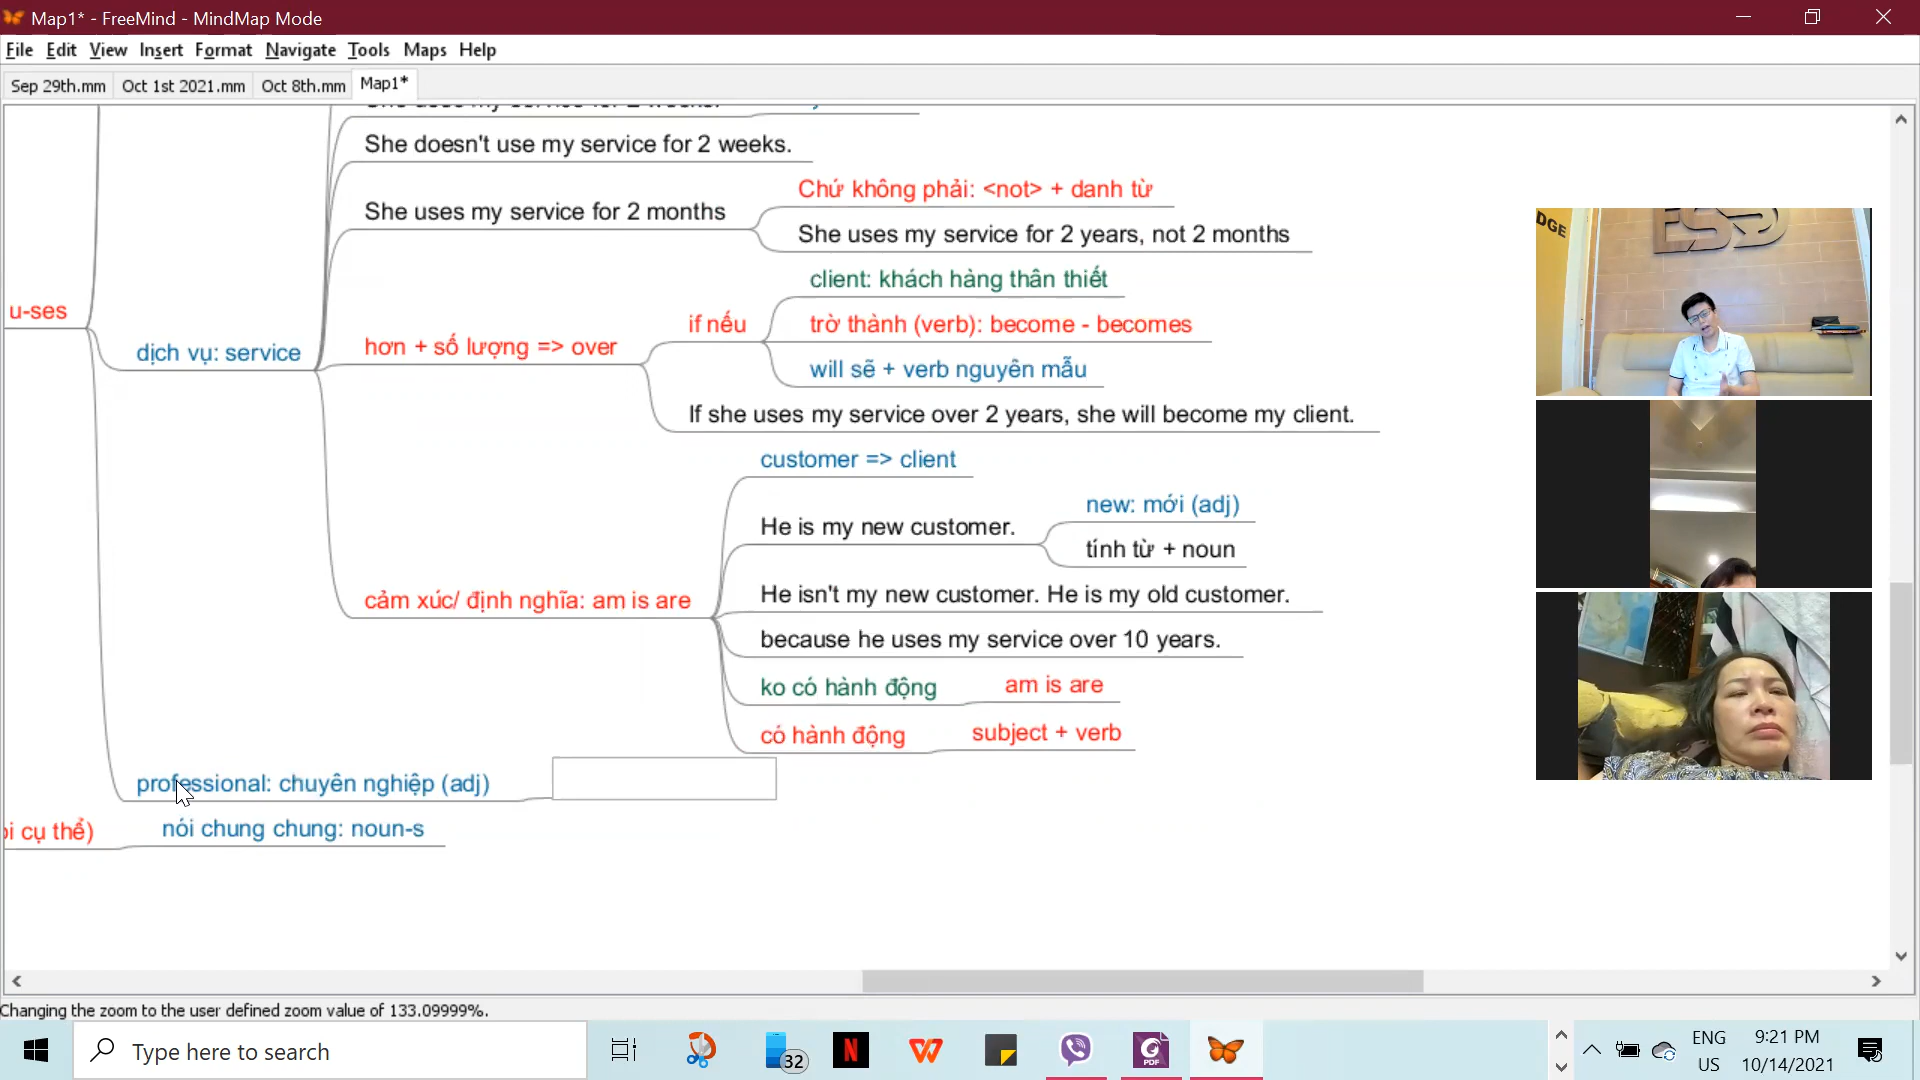 Map1* - FreeMind - MindMap Mode
File Edit View Insert Format Navigate Tools Maps Help
Sep 29th.mm Oct 1st 2021.mm Oct 8th.mm Map1*
She doesn't use my service for 2 weeks.
Chứ không phải: <not> + danh từ
She uses my service for 2 months
She uses my service for 2 years, not 2 months
client: khách hàng thân thiết
u-ses
if nếu
trờ thành (verb): become - becomes
dịch vụ: service
hơn + số lượng => over
will sẽ + verb nguyên mẫu
If she uses my service over 2 years, she will become my client.
customer => client
new: mới (adj)
He is my new customer.
tính từ + noun
cảm xúc/ định nghĩa: am is are
He isn't my new customer. He is my old customer.
because he uses my service over 10 years.
ko có hành động am is are
có hành động subject + verb
professional: chuyên nghiệp (adj)
cụ thể) nói chung chung: noun-s
DGE
Changing the zoom to the user defined zoom value of 133.09999%.
Type here to search
32
N
W
PDF
ENG
US
9:21 PM
10/14/2021